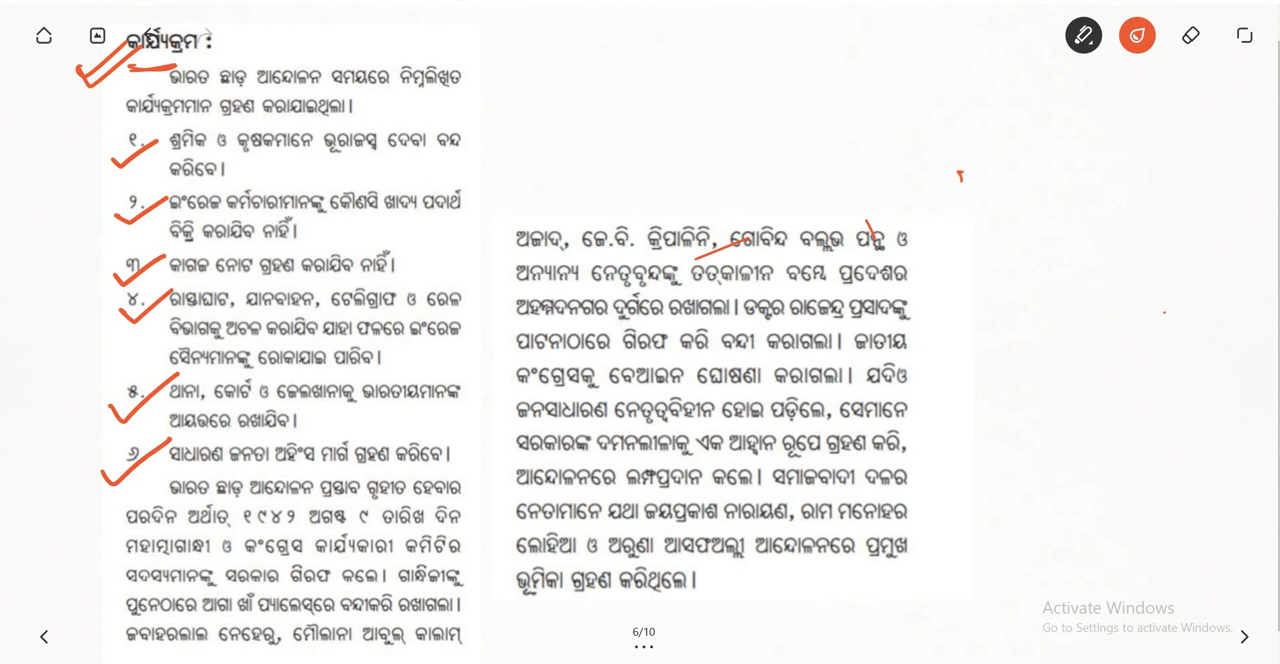 କାର୍ଯ୍ୟକ୍ରମ :
ଭାରତ ଛାଡ଼ ଆନ୍ଦୋଳନ ସମୟରେ ନିମ୍ନଲିଖିତ
କାର୍ଯ୍ୟକ୍ରମମାନ ଗ୍ରହଣ କରାଯାଇଥିଲା।
୧. ଶ୍ରମିକ ଓ କୃଷକମାନେ ଭୂରାଜସ୍ୱ ଦେବା ବନ୍ଦ
କରିବେ।
୨. ଇଂରେଜ କର୍ମଚାରୀମାନଙ୍କୁ କୌଣସି ଖାଦ୍ୟ ପଦାର୍ଥ
ବିକ୍ରି କରାଯିବ ନାହିଁ।
୩. କାଗଜ ନୋଟ ଗ୍ରହଣ କରାଯିବ ନାହିଁ।
୪. ରାସ୍ତାଘାଟ, ଯାନବାହନ, ଟେଲିଗ୍ରାଫ ଓ ରେଳ
ବିଭାଗକୁ ଅଚଳ କରାଯିବ ଯାହା ଫଳରେ ଇଂରେଜ
ସୈନ୍ୟମାନଙ୍କୁ ରୋକାଯାଇ ପାରିବ।
୫. ଥାନା, କୋର୍ଟ ଓ ଜେଲଖାନାକୁ ଭାରତୀୟମାନଙ୍କ
ଆୟତ୍ତରେ ରଖାଯିବ।
୬. ସାଧାରଣ ଜନତା ଅହିଂସ ମାର୍ଗ ଗ୍ରହଣ କରିବେ।
ଭାରତ ଛାଡ଼ ଆନ୍ଦୋଳନ ପ୍ରସ୍ତାବ ଗୃହୀତ ହେବାର
ପରଦିନ ଅର୍ଥାତ୍ ୧୯୪୨ ଅଗଷ୍ଟ ୯ ତାରିଖ ଦିନ
ମହାତ୍ମାଗାନ୍ଧୀ ଓ କଂଗ୍ରେସ କାର୍ଯ୍ୟକାରୀ କମିଟିର
ସଦସ୍ୟମାନଙ୍କୁ ସରକାର ଗିରଫ କଲେ। ଗାନ୍ଧିଜୀଙ୍କୁ
ପୁନେଠାରେ ଆଗା ଖାଁ ପ୍ୟାଲେସ୍‌ରେ ବନ୍ଦୀକରି ରଖାଗଲା।
ଜବାହରଲାଲ ନେହେରୁ, ମୌଲାନା ଆବୁଲ୍ କାଲାମ୍
ଅଜାଦ୍, ଜେ.ବି. କ୍ରିପାଳିନି, ଗୋବିନ୍ଦ ବଲ୍ଲଭ ପନ୍ଥ ଓ
ଅନ୍ୟାନ୍ୟ ନେତୃବୃନ୍ଦଙ୍କୁ ତତ୍‌କାଳୀନ ବମ୍ବେ ପ୍ରଦେଶର
ଅହମ୍ମଦନଗର ଦୁର୍ଗରେ ରଖାଗଲା। ଡକ୍ଟର ରାଜେନ୍ଦ୍ର ପ୍ରସାଦଙ୍କୁ
ପାଟନାଠାରେ ଗିରଫ କରି ବନ୍ଦୀ କରାଗଲା। ଜାତୀୟ
କଂଗ୍ରେସକୁ ବେଆଇନ ଘୋଷଣା କରାଗଲା। ଯଦିଓ
ଜନସାଧାରଣ ନେତୃତ୍ୱବିହୀନ ହୋଇ ପଡ଼ିଲେ, ସେମାନେ
ସରକାରଙ୍କ ଦମନଲୀଳାକୁ ଏକ ଆହ୍ୱାନ ରୂପେ ଗ୍ରହଣ କରି,
ଆନ୍ଦୋଳନରେ ଲମ୍ଫପ୍ରଦାନ କଲେ। ସମାଜବାଦୀ ଦଳର
ନେତାମାନେ ଯଥା ଜୟପ୍ରକାଶ ନାରାୟଣ, ରାମ ମନୋହର
ଲୋହିଆ ଓ ଅରୁଣା ଆସଫଅଲ୍ଲୀ ଆନ୍ଦୋଳନରେ ପ୍ରମୁଖ
ଭୂମିକା ଗ୍ରହଣ କରିଥିଲେ।
6/10
Activate Windows
Go to Settings to activate Windows.